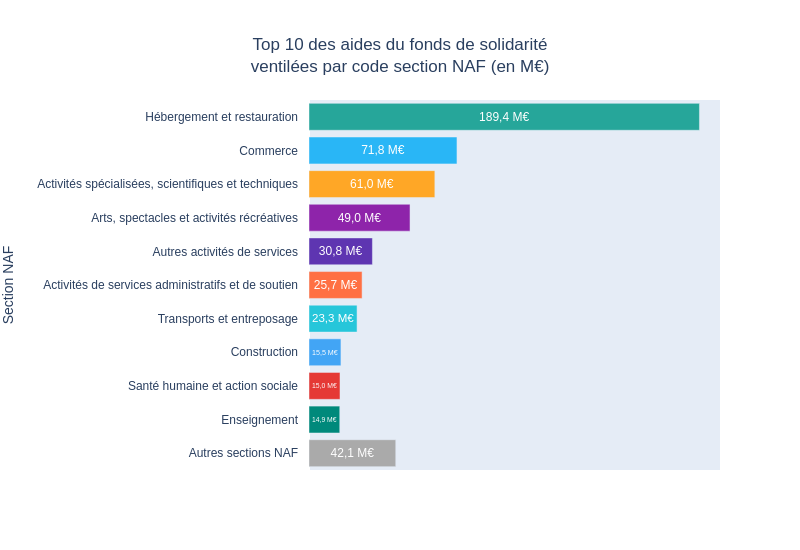 Top 10 des aides du fonds de solidarité
ventilées par code section NAF (en M€)
Section NAF
Hébergement et restauration 189,4 M€
Commerce 71,8 M€
Activités spécialisées, scientifiques et techniques 61,0 M€
Arts, spectacles et activités récréatives 49,0 M€
Autres activités de services 30,8 M€
Activités de services administratifs et de soutien 25,7 M€
Transports et entreposage 23,3 M€
Construction 15,5 M€
Santé humaine et action sociale 15,0 M€
Enseignement 14,9 M€
Autres sections NAF 42,1 M€